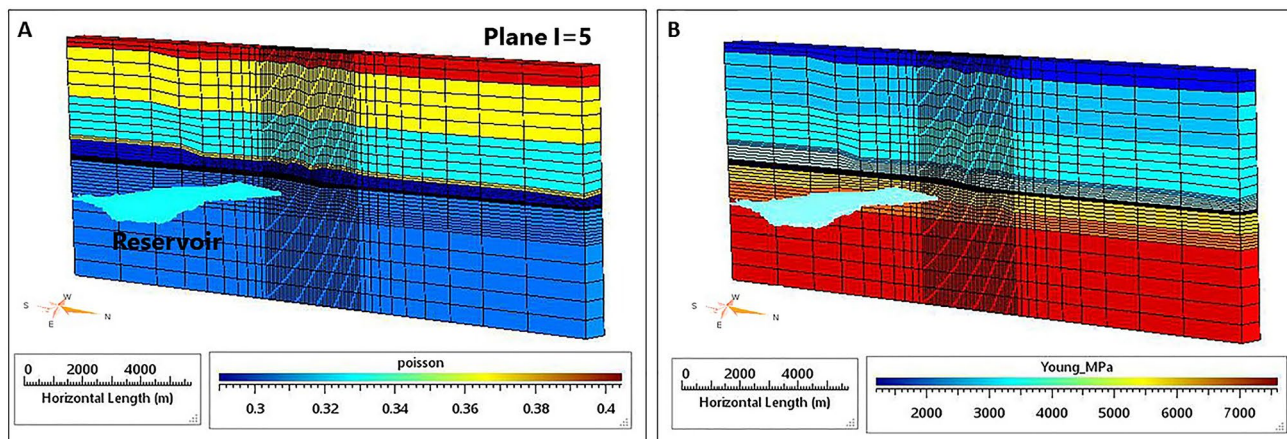 A
Plane I=5
Reservoir
S
W
E
N
0 2000 4000
Horizontal Length (m)
poisson
0.3 0.32 0.34 0.36 0.38 0.4
B
S
W
E
N
0 2000 4000
Horizontal Length (m)
Young_MPa
2000 3000 4000 5000 6000 7000